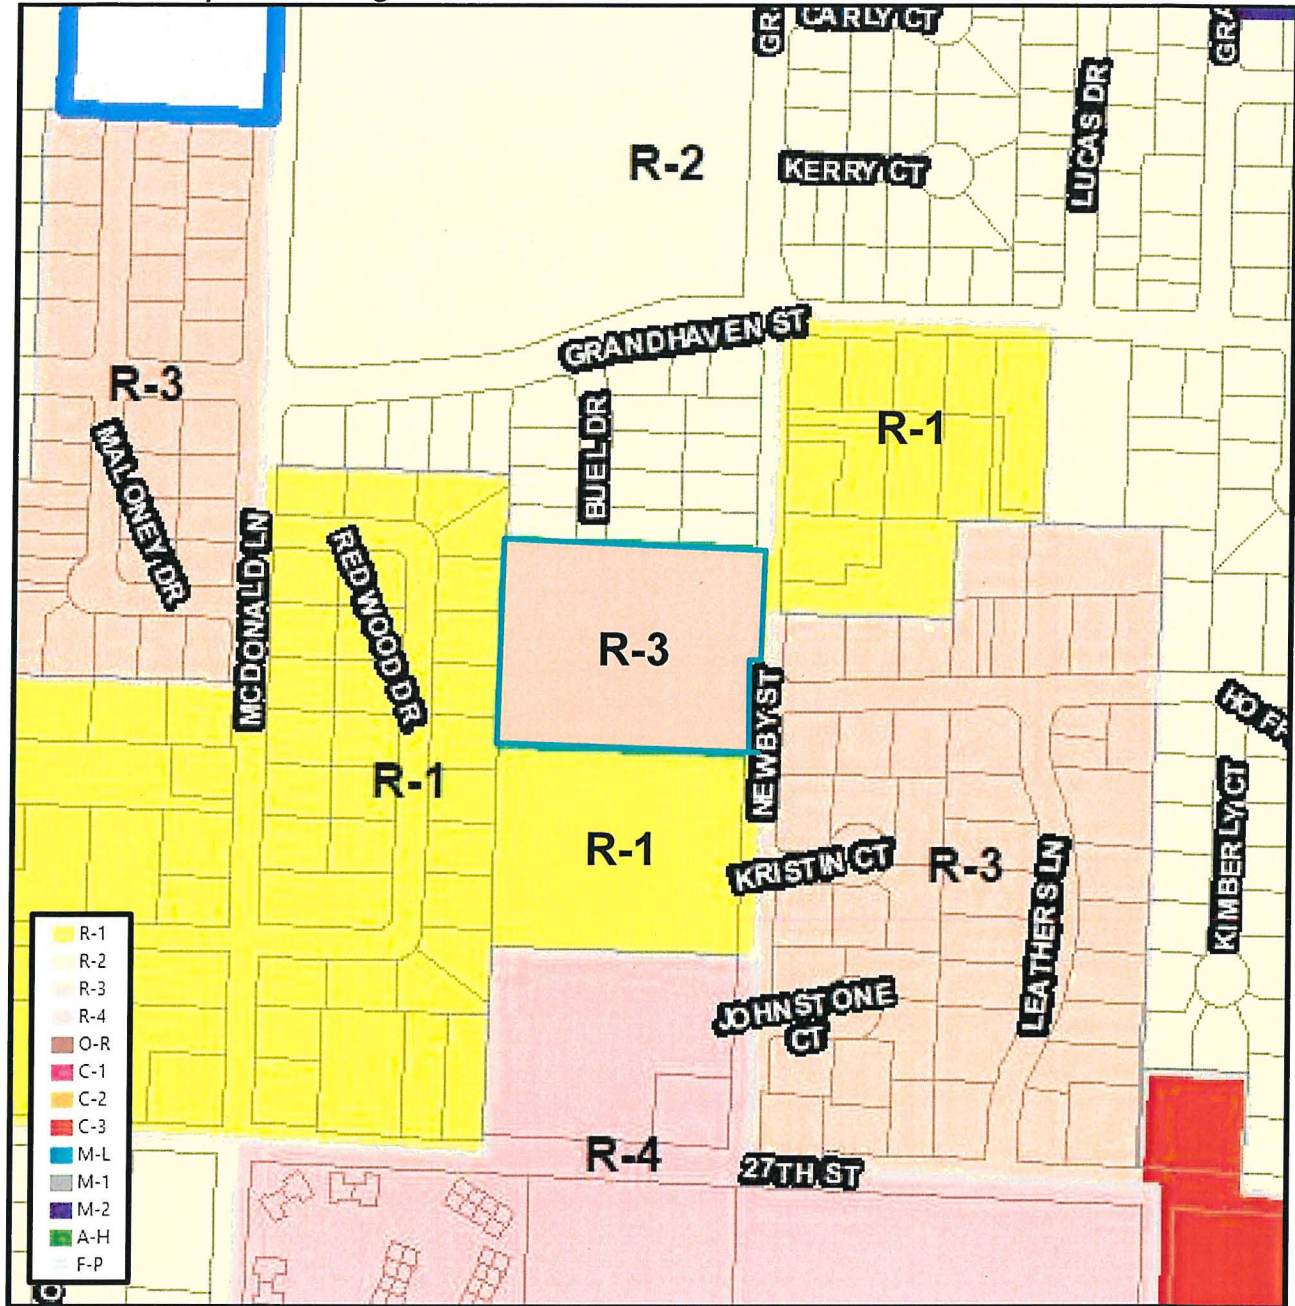 CARLY CT
LUCAS DR
R-2
KERRY CT
GRANDHAVEN ST
R-3
BUEL DR
R-1
MALONEY DR
MCDONALD LN
REDWOOD DR
R-3
NEWBY ST
R-1
R-1
KRISTIN CT
R-3
LEATHERS LN
KIMBERLY CT
JOHNSTONE
CT
R-4
27TH ST
R-1
R-2
R-3
R-4
O-R
C-1
C-2
C-3
M-L
M-1
M-2
A-H
F-P